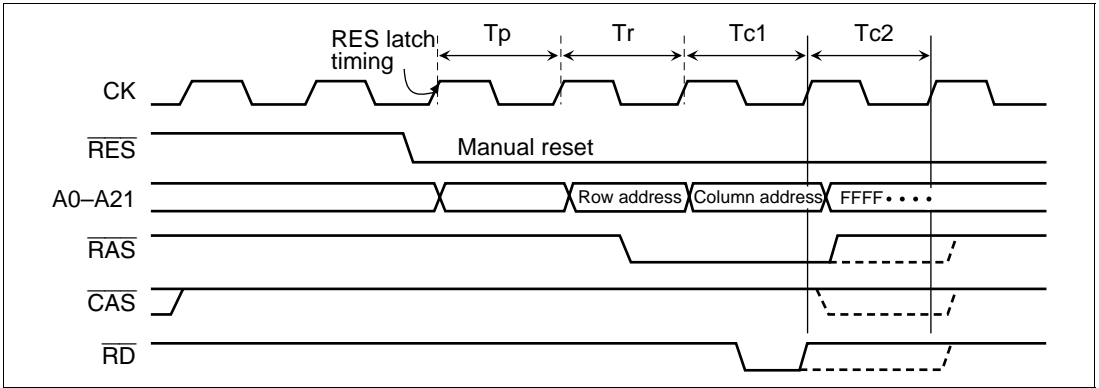 RES latch timing
Tp
Tr
Tc1
Tc2
CK
RES
Manual reset
A0–A21
Row address
Column address
FFFF • • • •
RAS
CAS
RD